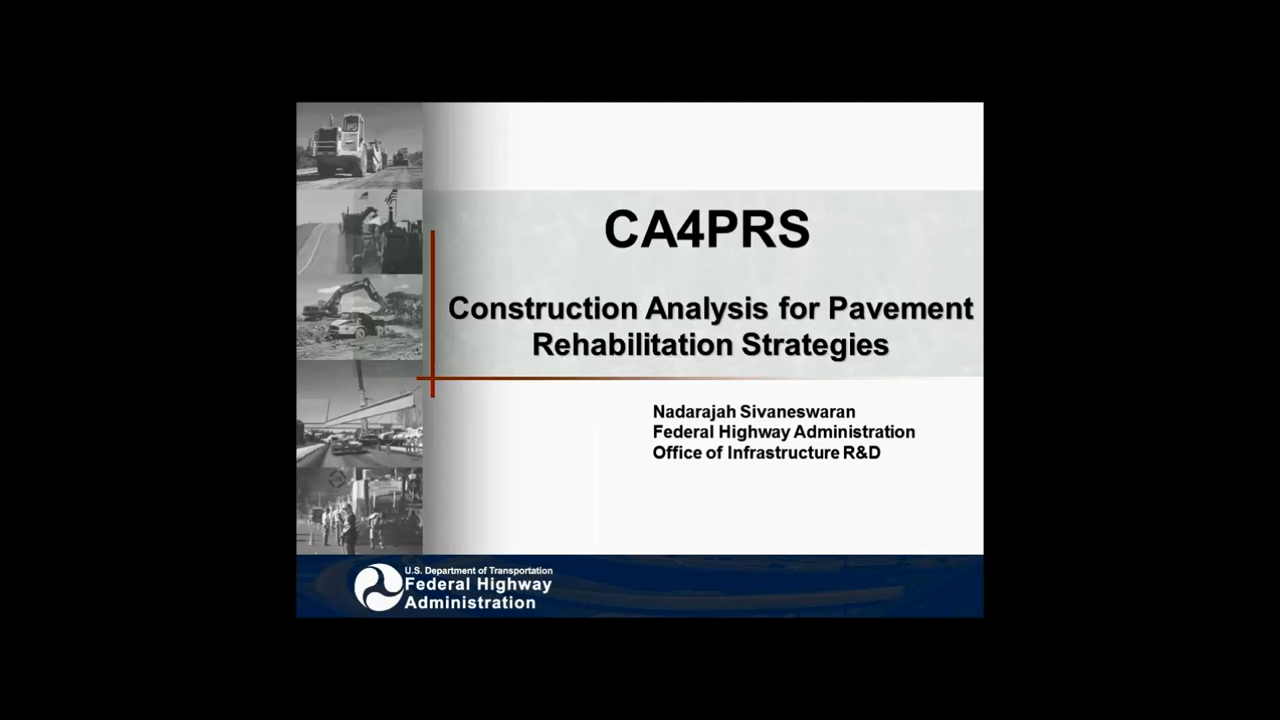 CA4PRS
Construction Analysis for Pavement
Rehabilitation Strategies
Nadarajah Sivaneswaran
Federal Highway Administration
Office of Infrastructure R&D
U.S. Department of Transportation
Federal Highway
Administration